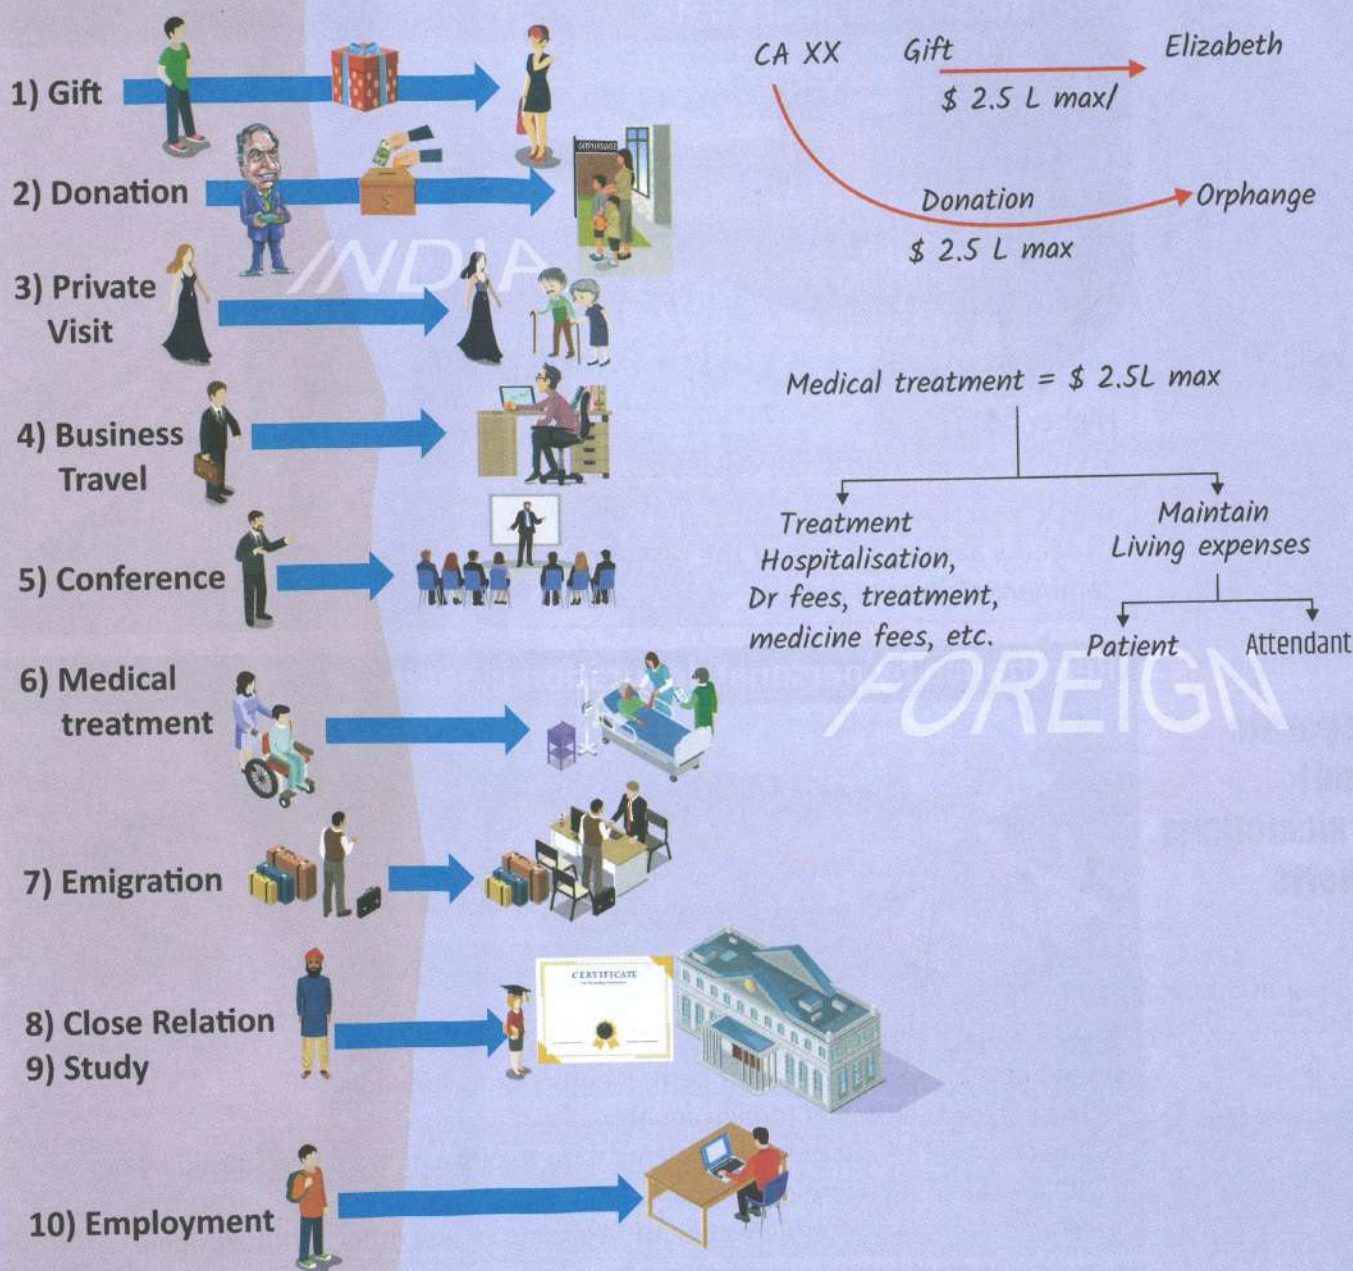 1) Gift
2) Donation
3) Private
Visit
4) Business
Travel
5) Conference
6) Medical
treatment
7) Emigration
8) Close Relation
9) Study
10) Employment
INDIA
ORPHANAGE
$
CERTIFICATE
CA XX Gift Elizabeth
$ 2.5 L max/
Donation Orphange
$ 2.5 L max
Medical treatment = $ 2.5L max
Treatment
Hospitalisation,
Dr fees, treatment,
medicine fees, etc.
Maintain
Living expenses
Patient Attendant
FOREIGN